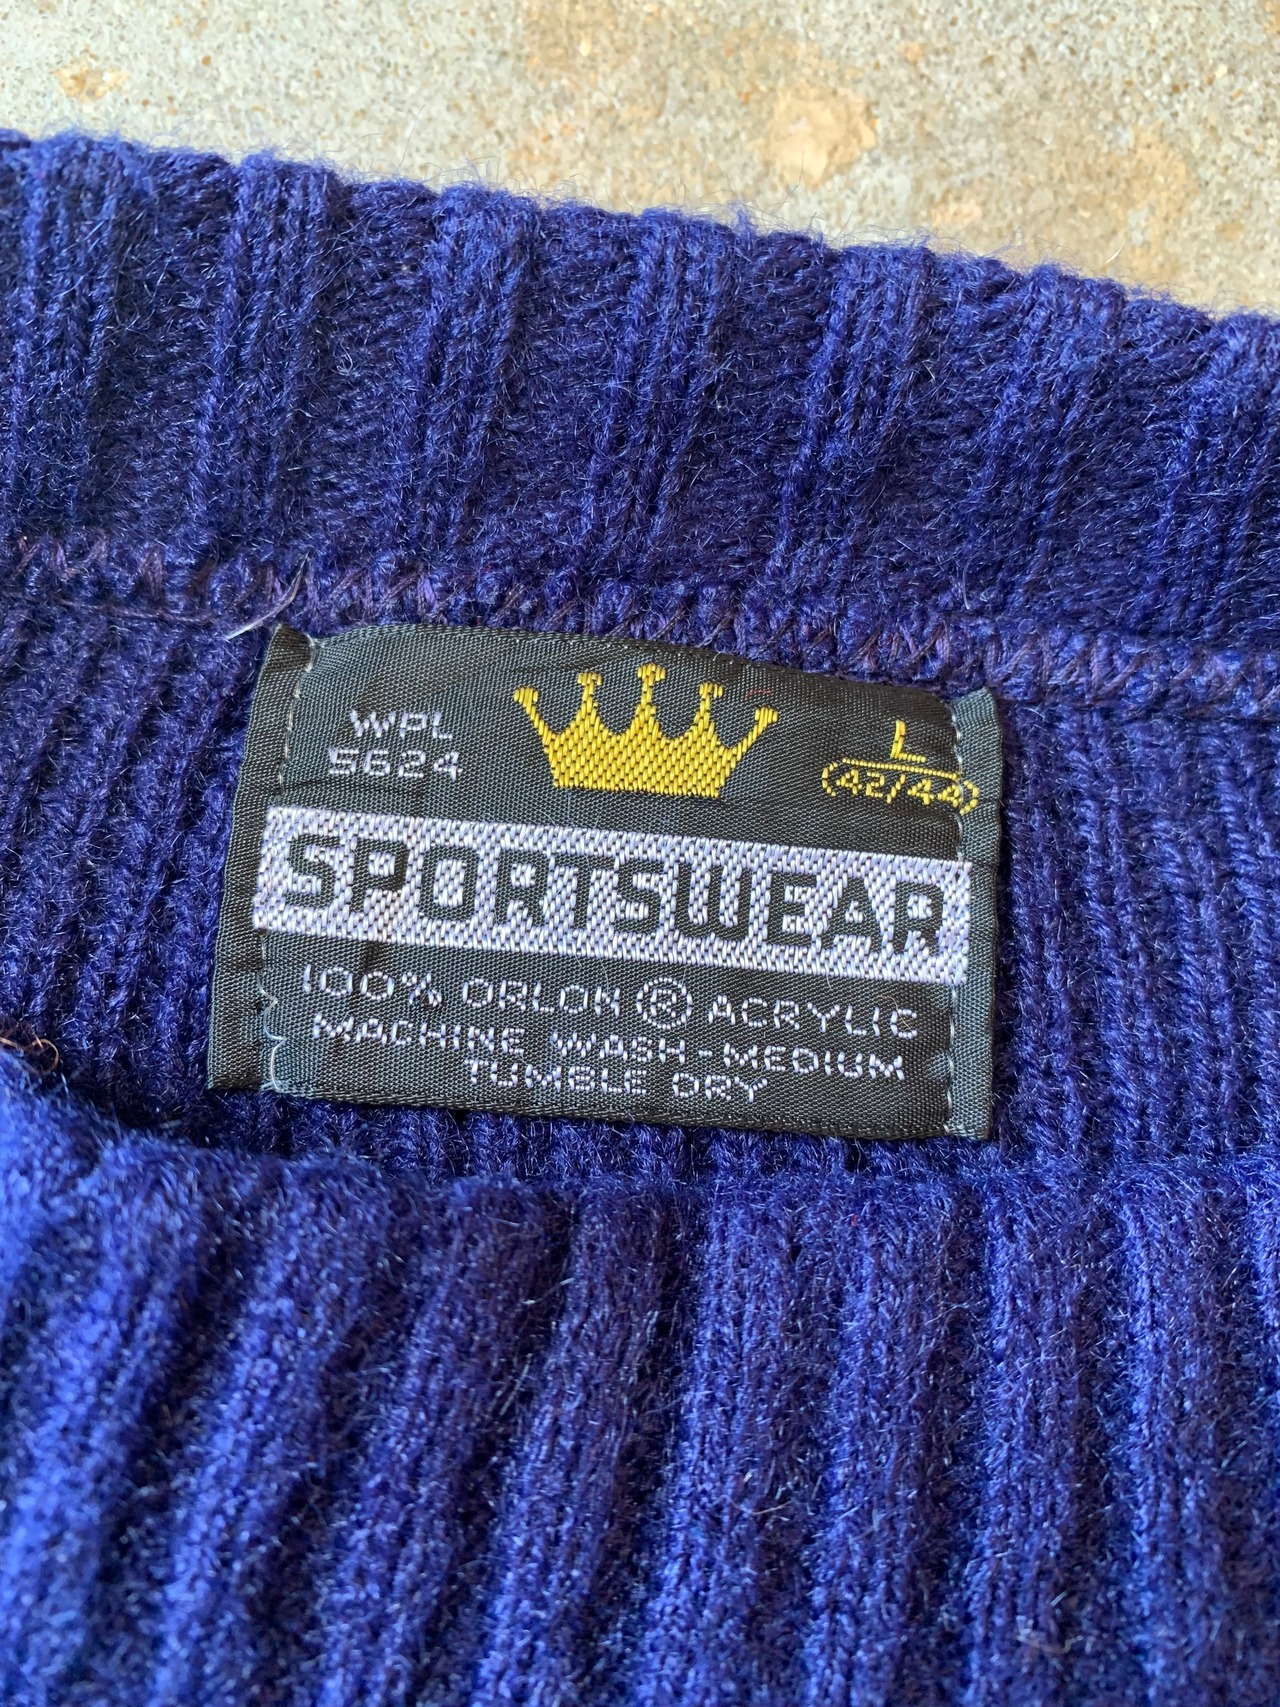 WPL
5624
L
(42/44)
SPORTSWEAR
100% ORLON ® ACRYLIC
MACHINE WASH-MEDIUM
TUMBLE DRY